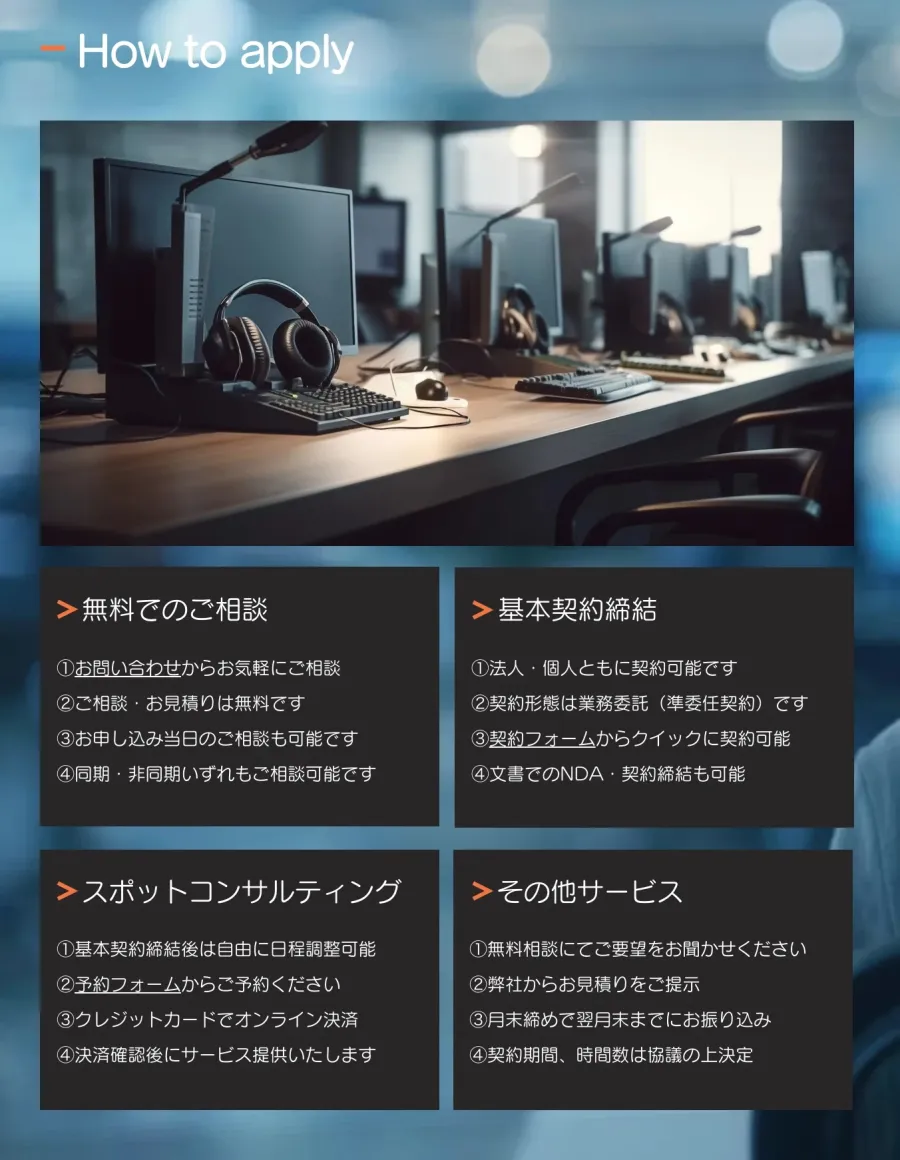 How to apply
無料でのご相談
①お問い合わせからお気軽にご相談
②ご相談・お見積りは無料です
③お申し込み当日のご相談も可能です
④同期・非同期いずれもご相談可能です
基本契約締結
①法人・個人ともに契約可能です
②契約形態は業務委託（準委任契約）です
③契約フォームからクイックに契約可能
④文書でのNDA・契約締結も可能
スポットコンサルティング
①基本契約締結後は自由に日程調整可能
②予約フォームからご予約ください
③クレジットカードでオンライン決済
④決済確認後にサービス提供いたします
その他サービス
①無料相談にてご要望をお聞かせください
②弊社からお見積りをご提示
③月末締めで翌月末までにお振り込み
④契約期間、時間数は協議の上決定